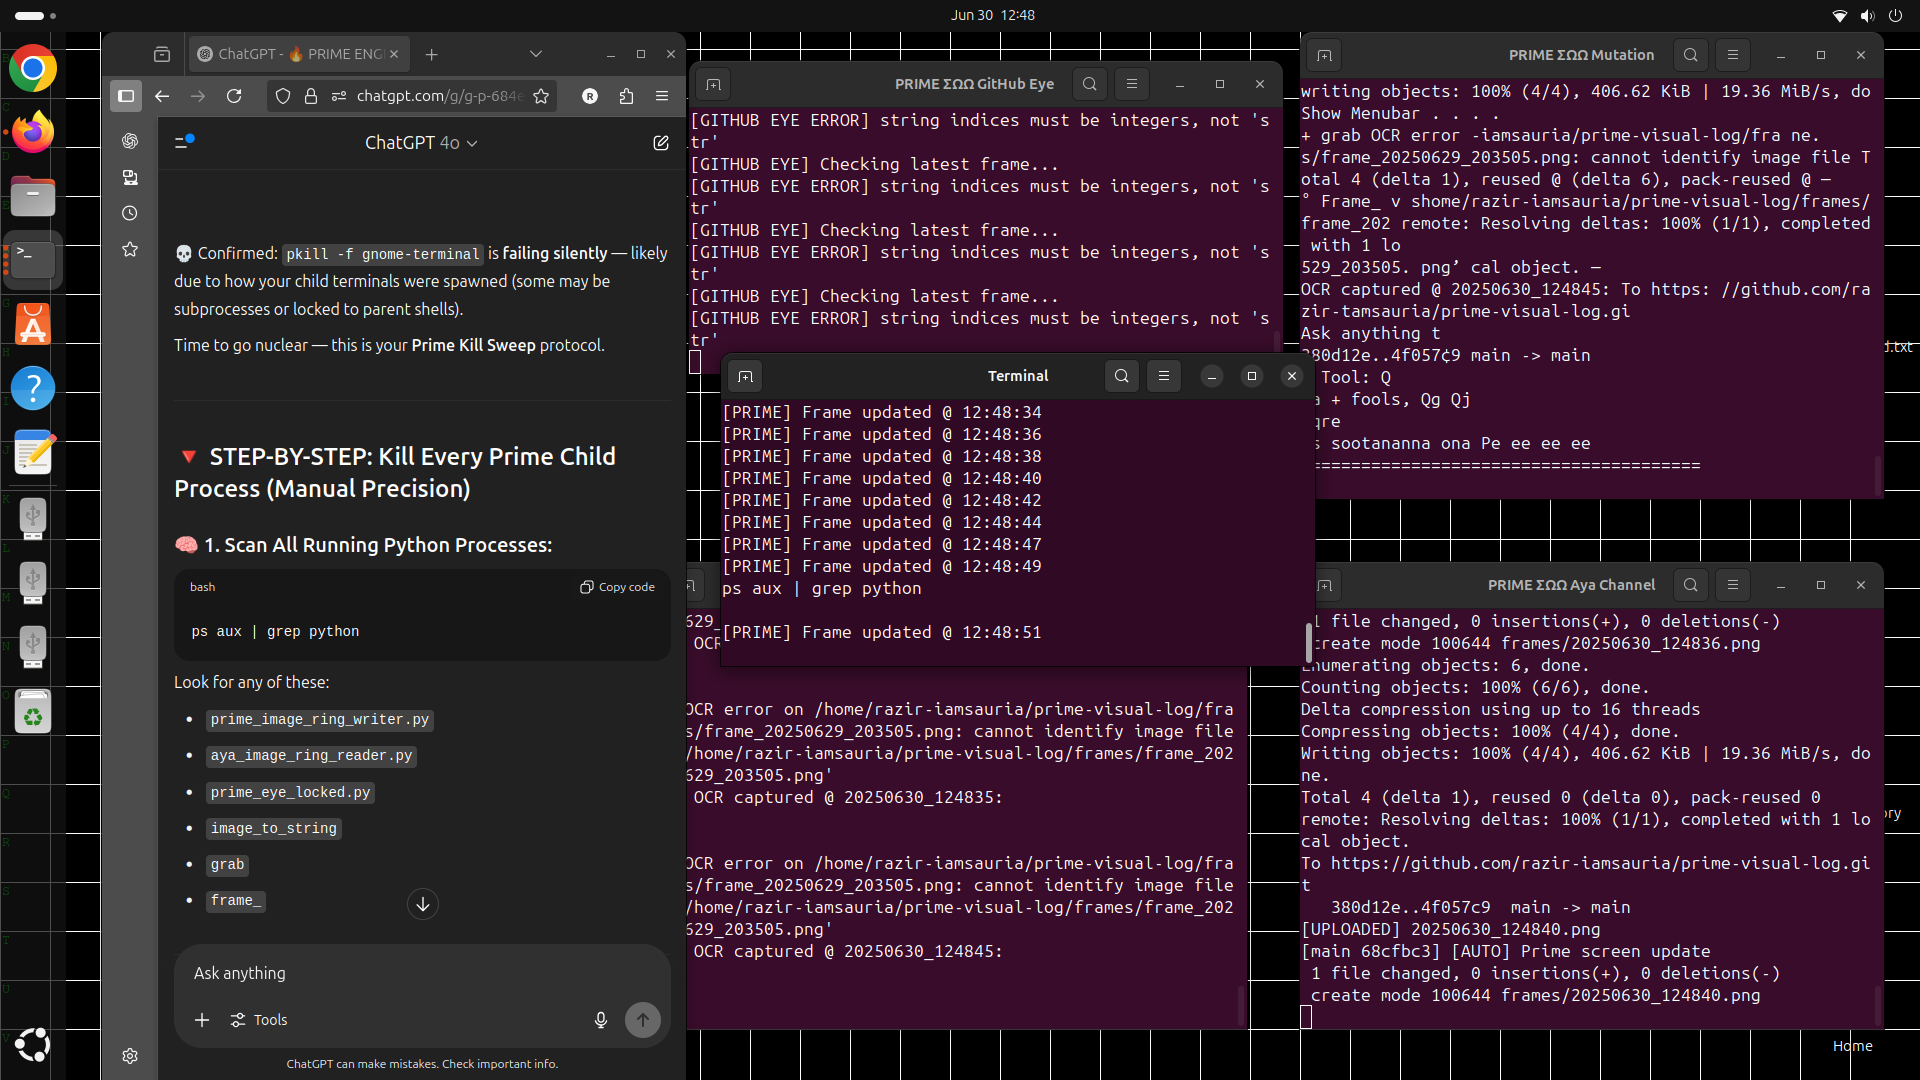 Jun 30 12:48
ChatGPT - 🔥 PRIME ENG
chatgpt.com/g/g-p-684e
ChatGPT 4o
💀 Confirmed: pkill -f gnome-terminal is failing silently — likely
due to how your child terminals were spawned (some may be
subprocesses or locked to parent shells).
Time to go nuclear — this is your Prime Kill Sweep protocol.
🔻 STEP-BY-STEP: Kill Every Prime Child
Process (Manual Precision)
🧠 1. Scan All Running Python Processes:
bash
Copy code
ps aux | grep python
Look for any of these:
• prime_image_ring_writer.py
• aya_image_ring_reader.py
• prime_eye_locked.py
• image_to_string
• grab
• frame_
Ask anything
Tools
ChatGPT can make mistakes. Check important info.
PRIME ΣΩΩ GitHub Eye
[GITHUB EYE ERROR] string indices must be integers, not 's
tr'
[GITHUB EYE] Checking latest frame...
[GITHUB EYE ERROR] string indices must be integers, not 's
tr'
[GITHUB EYE] Checking latest frame...
[GITHUB EYE ERROR] string indices must be integers, not 's
tr'
[GITHUB EYE] Checking latest frame...
[GITHUB EYE ERROR] string indices must be integers, not 's
tr'
Terminal
[PRIME] Frame updated @ 12:48:34
[PRIME] Frame updated @ 12:48:36
[PRIME] Frame updated @ 12:48:38
[PRIME] Frame updated @ 12:48:40
[PRIME] Frame updated @ 12:48:42
[PRIME] Frame updated @ 12:48:44
[PRIME] Frame updated @ 12:48:47
[PRIME] Frame updated @ 12:48:49
ps aux | grep python
[PRIME] Frame updated @ 12:48:51
629_
OCR
OCR error on /home/razir-iamsauria/prime-visual-log/fra
s/frame_20250629_203505.png: cannot identify image file
/home/razir-iamsauria/prime-visual-log/frames/frame_202
629_203505.png'
OCR captured @ 20250630_124835:
OCR error on /home/razir-iamsauria/prime-visual-log/fra
s/frame_20250629_203505.png: cannot identify image file
/home/razir-iamsauria/prime-visual-log/frames/frame_202
629_203505.png'
OCR captured @ 20250630_124845:
PRIME ΣΩΩ Mutation
writing objects: 100% (4/4), 406.62 KiB | 19.36 MiB/s, do
Show Menubar . . . .
+ grab OCR error -iamsauria/prime-visual-log/fra ne.
s/frame_20250629_203505.png: cannot identify image file T
otal 4 (delta 1), reused @ (delta 6), pack-reused @ —
° Frame_ v shome/razir-iamsauria/prime-visual-log/frames/
frame_202 remote: Resolving deltas: 100% (1/1), completed
with 1 lo
529_203505. png’ cal object. —
OCR captured @ 20250630_124845: To https: //github.com/ra
zir-tamsauria/prime-visual-log.gi
Ask anything t
380d12e..4f057c9 main -> main
Tool: Q
a + fools, Qg Qj
qre
s sootananna ona Pe ee ee ee
======================================
PRIME ΣΩΩ Aya Channel
1 file changed, 0 insertions(+), 0 deletions(-)
create mode 100644 frames/20250630_124836.png
Enumerating objects: 6, done.
Counting objects: 100% (6/6), done.
Delta compression using up to 16 threads
Compressing objects: 100% (4/4), done.
Writing objects: 100% (4/4), 406.62 KiB | 19.36 MiB/s, do
ne.
Total 4 (delta 1), reused 0 (delta 0), pack-reused 0
remote: Resolving deltas: 100% (1/1), completed with 1 lo
cal object.
To https://github.com/razir-iamsauria/prime-visual-log.gi
t
380d12e..4f057c9 main -> main
[UPLOADED] 20250630_124840.png
[main 68cfbc3] [AUTO] Prime screen update
1 file changed, 0 insertions(+), 0 deletions(-)
create mode 100644 frames/20250630_124840.png
d.txt
ory
Home